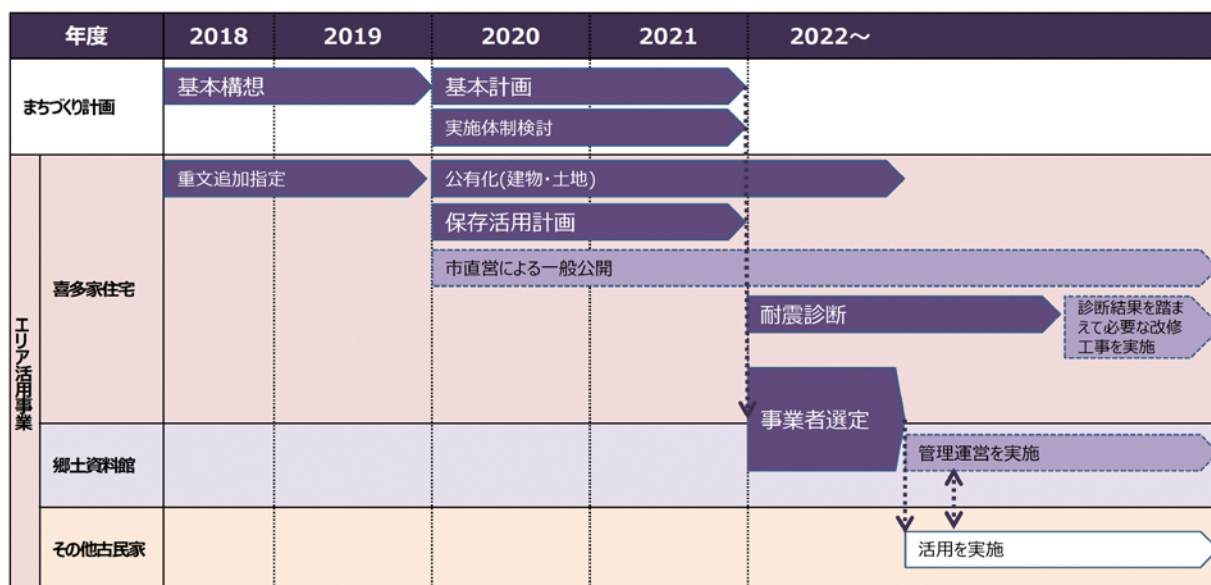 年度
2018
2019
2020
2021
2022～
まちづくり計画
基本構想
基本計画
実施体制検討
エリア活用事業
喜多家住宅
重文追加指定
公有化(建物・土地)
保存活用計画
市直営による一般公開
耐震診断
診断結果を踏ま
えて必要な改修
工事を実施
事業者選定
郷土資料館
管理運営を実施
その他古民家
活用を実施